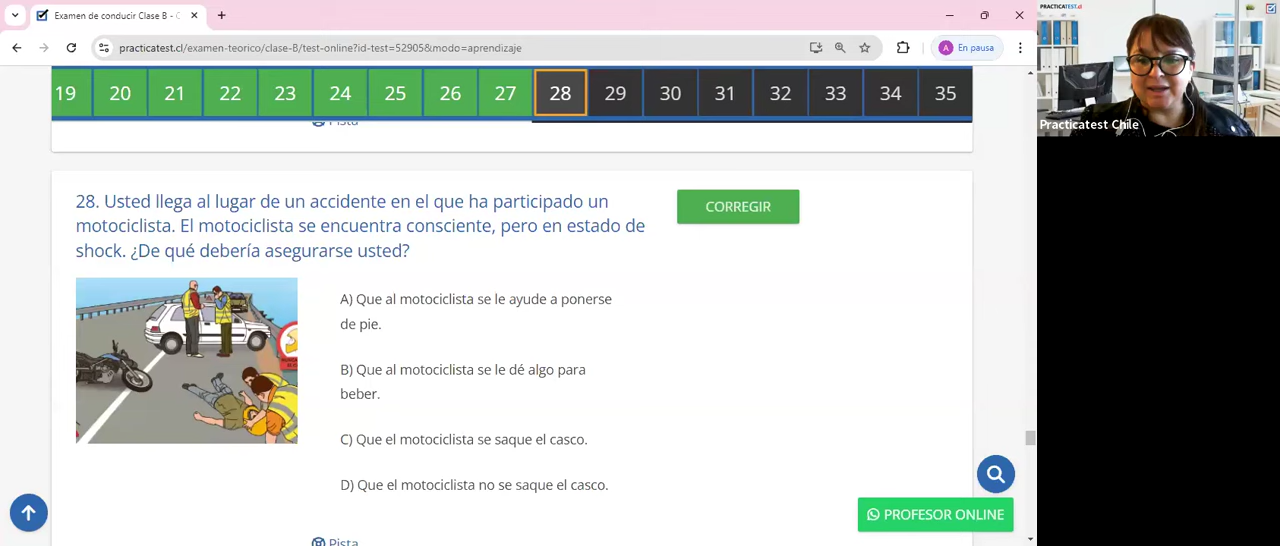 Examen de conducir Clase B - C
practicatest.cl/examen-teorico/clase-B/test-online?id-test=52905&modo=aprendizaje
A En pausa
PRACTICATEST.cl
Practicatest Chile
19 20 21 22 23 24 25 26 27 28 29 30 31 32 33 34 35
Pista
28. Usted llega al lugar de un accidente en el que ha participado un
motociclista. El motociclista se encuentra consciente, pero en estado de
shock. ¿De qué debería asegurarse usted?
CORREGIR
A) Que al motociclista se le ayude a ponerse
de pie.
B) Que al motociclista se le dé algo para
beber.
C) Que el motociclista se saque el casco.
D) Que el motociclista no se saque el casco.
Pista
PROFESOR ONLINE